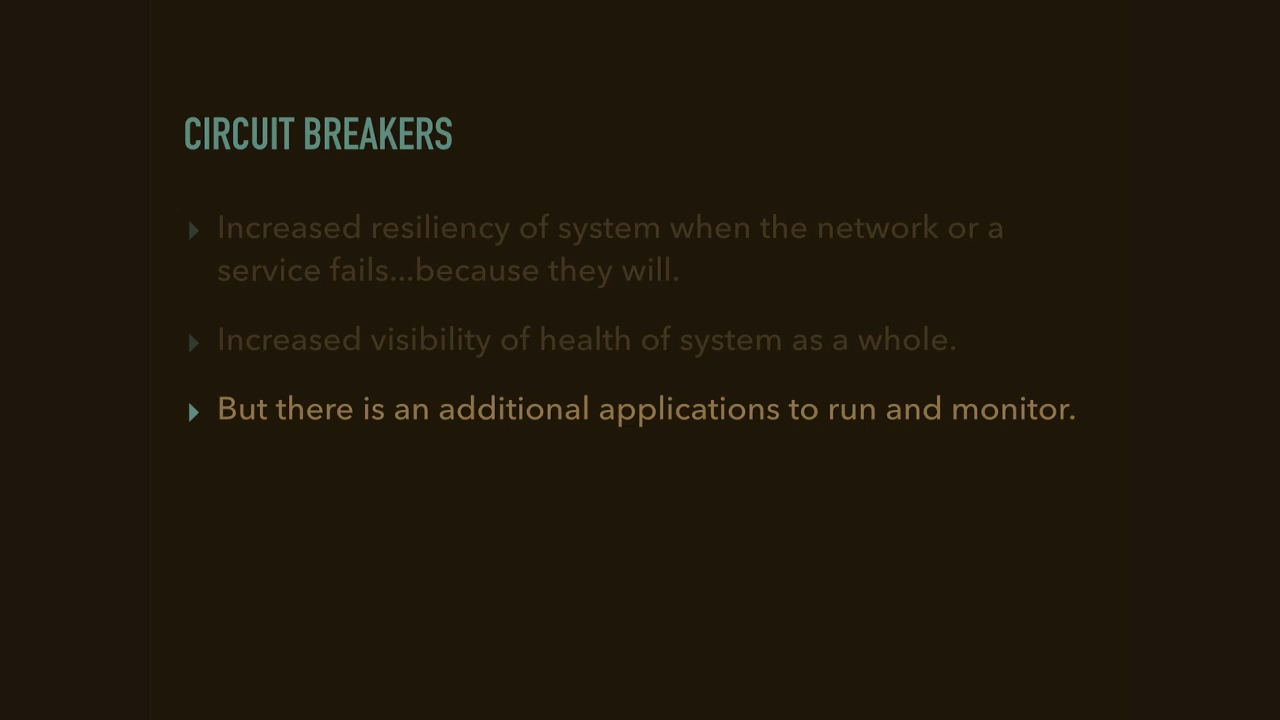 CIRCUIT BREAKERS
Increased resiliency of system when the network or a
service fails...because they will.
Increased visibility of health of system as a whole.
But there is an additional applications to run and monitor.